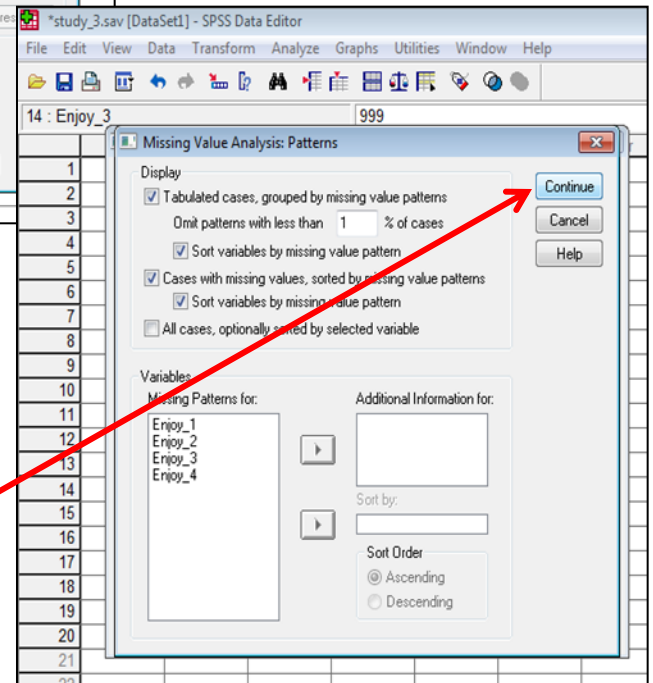 res
*study_3.sav [DataSet1] - SPSS Data Editor
File Edit View Data Transform Analyze Graphs Utilities Window Help
14 : Enjoy_3 999
Missing Value Analysis: Patterns
Display
Tabulated cases, grouped by missing value patterns
Omit patterns with less than 1 % of cases
Sort variables by missing value pattern
Cases with missing values, sorted by missing value patterns
Sort variables by missing value pattern
All cases, optionally sorted by selected variable
Continue
Cancel
Help
Variables
Missing Patterns for:
Enjoy_1
Enjoy_2
Enjoy_3
Enjoy_4
Additional Information for:
Sort by:
Sort Order
Ascending
Descending
1
2
3
4
5
6
7
8
9
10
11
12
13
14
15
16
17
18
19
20
21